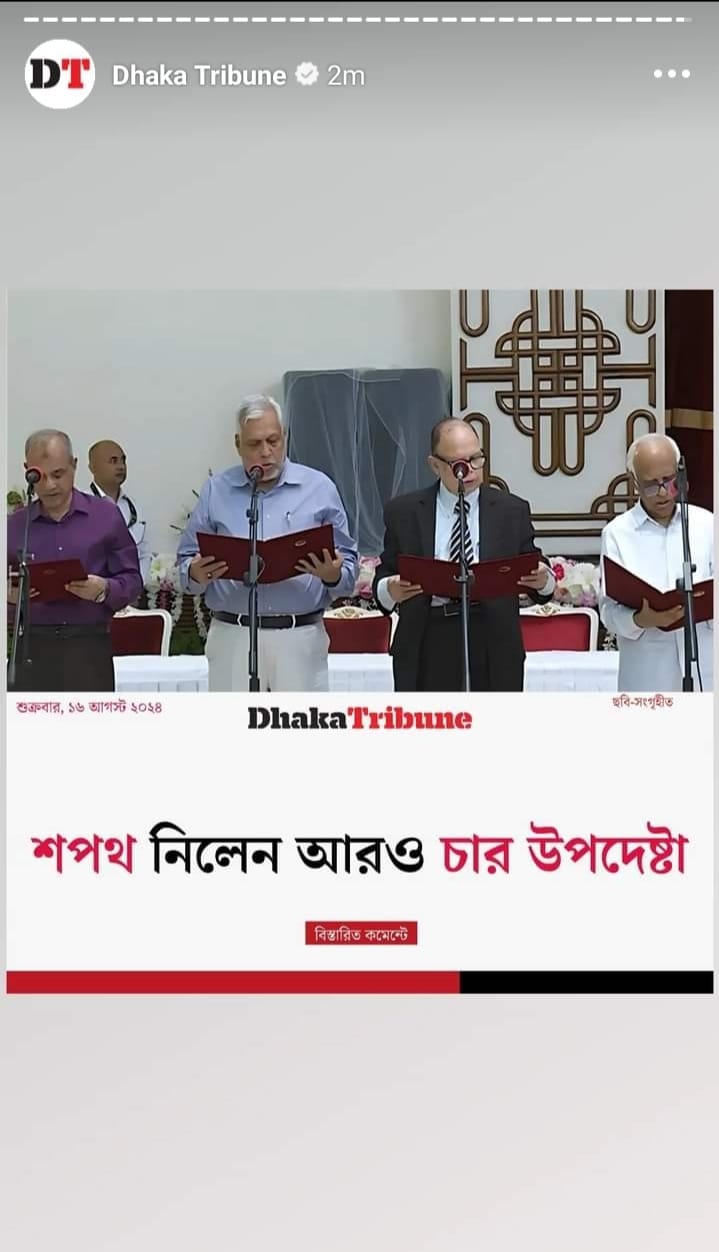 DT
Dhaka Tribune 2m
শুক্রবার, ১৬ আগস্ট ২০২৪
DhakaTribune
ছবি-সংগৃহীত
শপথ নিলেন আরও চার উপদেষ্টা
বিস্তারিত কমেন্টে